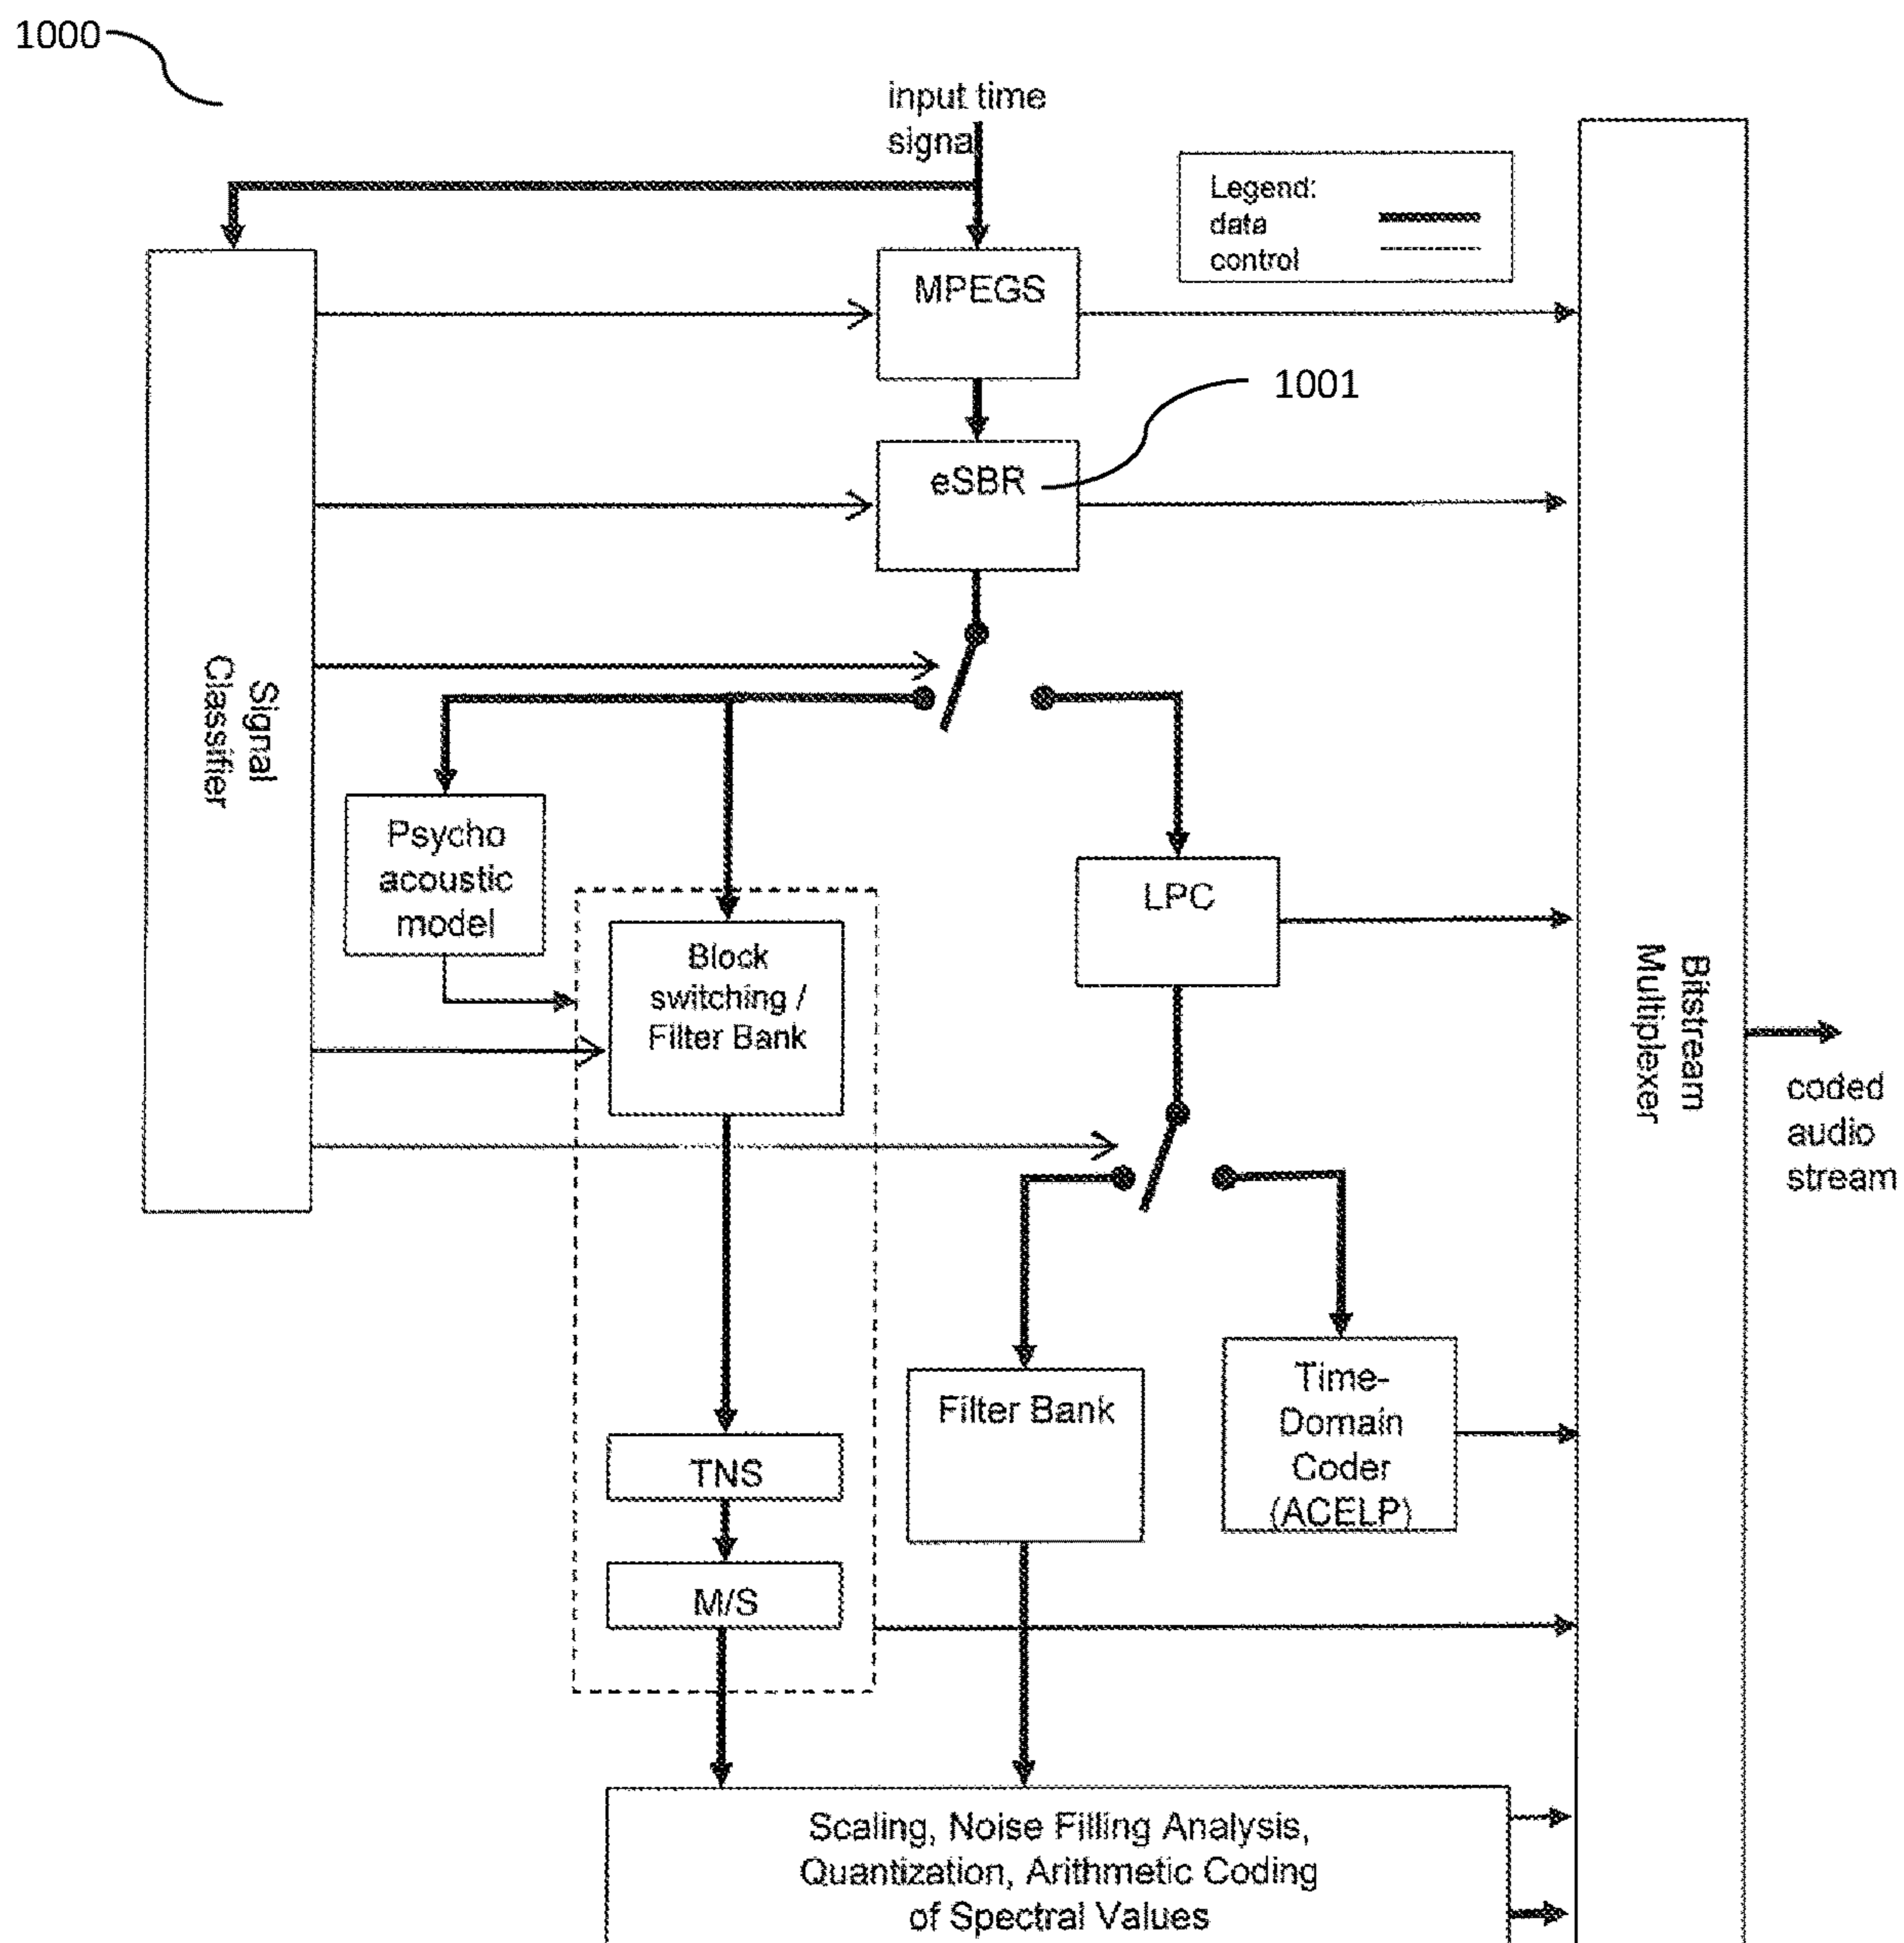 1000
input time
signal
Legend:
data
control
MPEGS
1001
eSBR
Signal
Classifier
Psycho
acoustic
model
Block
switching /
Filter Bank
LPC
Bitstream
Multiplexer
coded
audio
stream
Filter Bank
Time-
Domain
Coder
(ACELP)
TNS
M/S
Scaling, Noise Filling Analysis,
Quantization, Arithmetic Coding
of Spectral Values